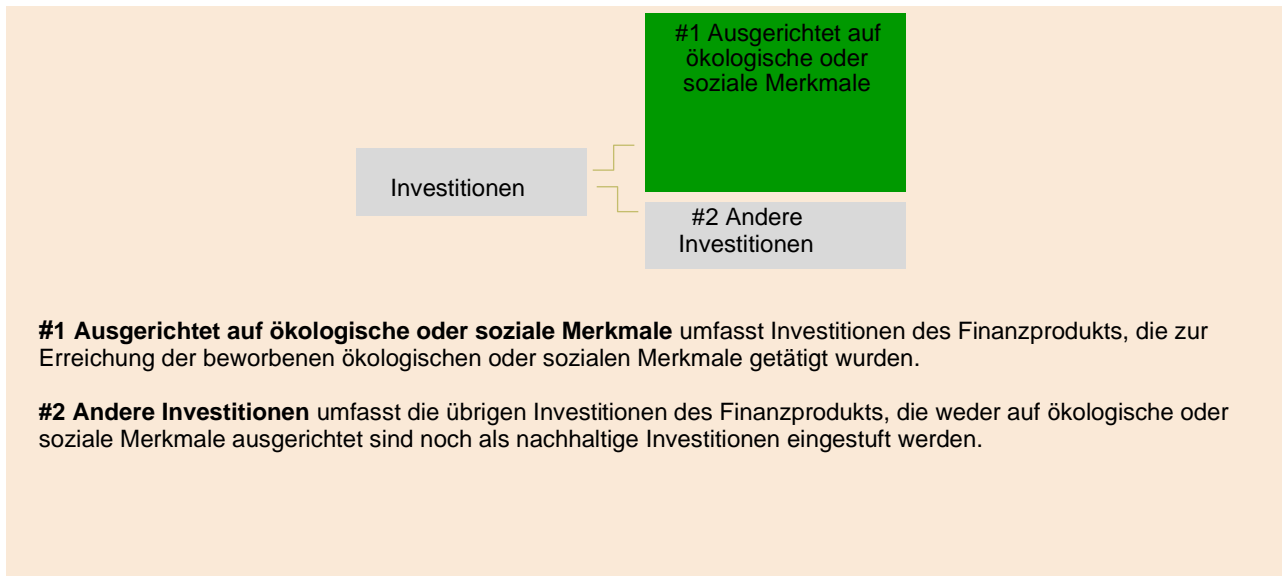 #1 Ausgerichtet auf
ökologische oder
soziale Merkmale
Investitionen
#2 Andere
Investitionen
#1 Ausgerichtet auf ökologische oder soziale Merkmale umfasst Investitionen des Finanzprodukts, die zur
Erreichung der beworbenen ökologischen oder sozialen Merkmale getätigt wurden.
#2 Andere Investitionen umfasst die übrigen Investitionen des Finanzprodukts, die weder auf ökologische oder
soziale Merkmale ausgerichtet sind noch als nachhaltige Investitionen eingestuft werden.